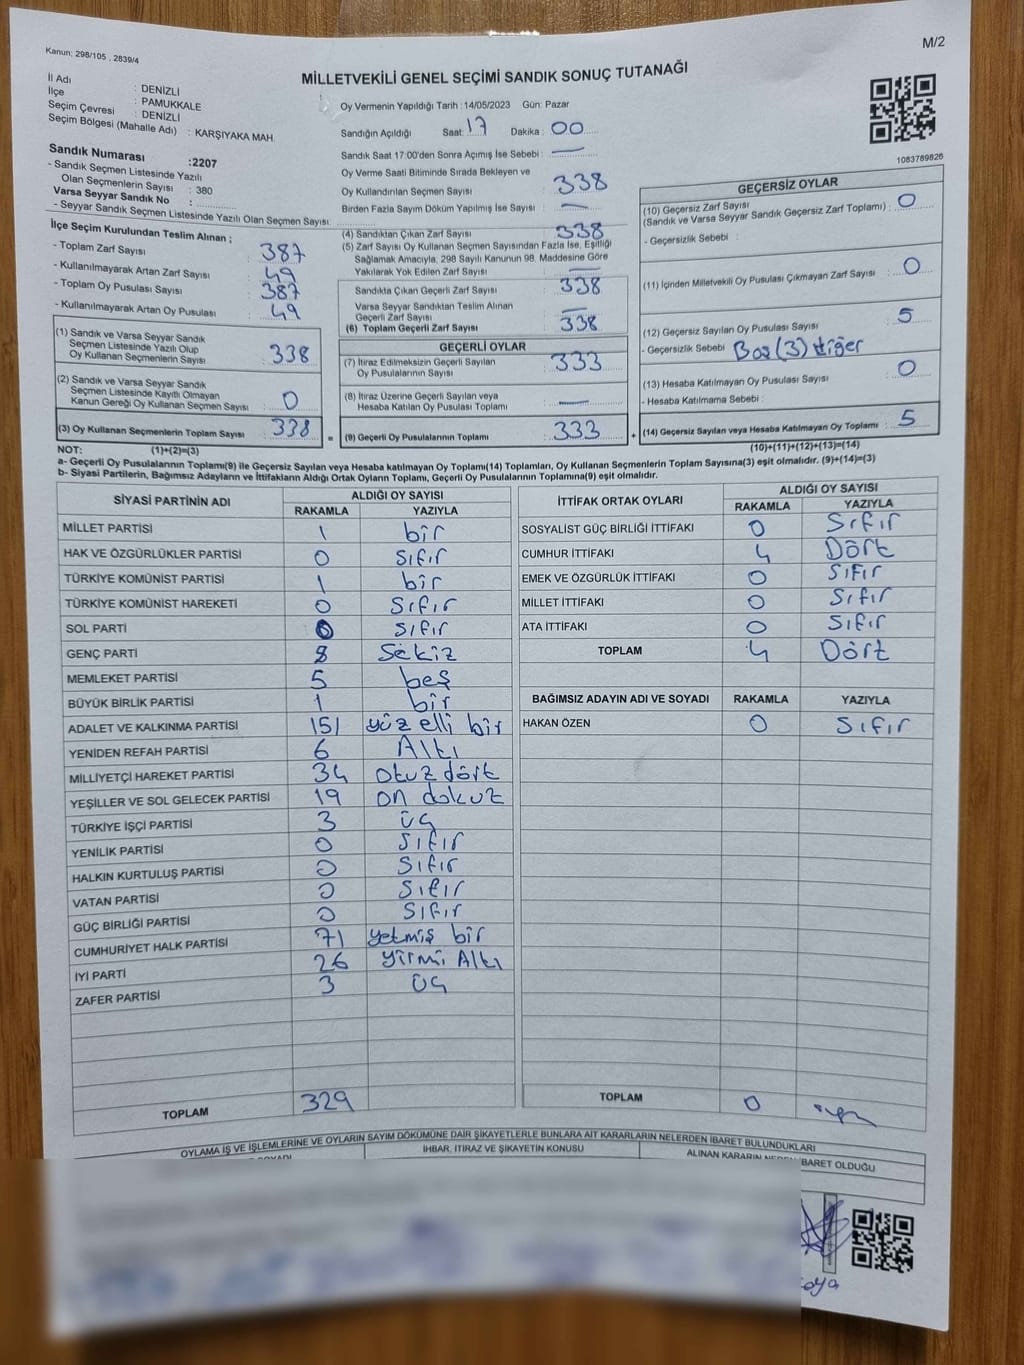 Kanun: 298/105 , 2839/4
M/2
MİLLETVEKİLİ GENEL SEÇİMİ SANDIK SONUÇ TUTANAĞI
İl Adı : DENİZLİ
İlçe : PAMUKKALE
Seçim Çevresi : DENİZLİ
Seçim Bölgesi (Mahalle Adı) : KARŞIYAKA MAH.
Sandık Numarası :2207
- Sandık Seçmen Listesinde Yazılı
Olan Seçmenlerin Sayısı : 380
Varsa Seyyar Sandık No :
- Seyyar Sandık Seçmen Listesinde Yazılı Olan Seçmen Sayısı:
İlçe Seçim Kurulundan Teslim Alınan ;
- Toplam Zarf Sayısı : 387
- Kullanılmayarak Artan Zarf Sayısı : 49
- Toplam Oy Pusulası Sayısı : 387
- Kullanılmayarak Artan Oy Pusulası : 49
(1) Sandık ve Varsa Seyyar Sandık
Seçmen Listesinde Yazılı Olup
Oy Kullanan Seçmenlerin Sayısı : 338
(2) Sandık ve Varsa Seyyar Sandık
Seçmen Listesinde Kayıtlı Olmayan
Kanun Gereği Oy Kullanan Seçmen Sayısı : 0
(3) Oy Kullanan Seçmenlerin Toplam Sayısı : 338
Oy Vermenin Yapıldığı Tarih :14/05/2023 Gün: Pazar
Sandığın Açıldığı Saat: 17 Dakika : 00
Sandık Saat 17:00'den Sonra Açımış İse Sebebi : —
Oy Verme Saati Bitiminde Sırada Bekleyen ve
Oy Kullandırılan Seçmen Sayısı : 338
Birden Fazla Sayım Döküm Yapılmış İse Sayısı : —
(4) Sandıktan Çıkan Zarf Sayısı : 338
(5) Zarf Sayısı Oy Kullanan Seçmen Sayısından Fazla İse, Eşitliği
Sağlamak Amacıyla, 298 Sayılı Kanunun 98. Maddesine Göre
Yakılarak Yok Edilen Zarf Sayısı : —
Sandıkta Çıkan Geçerli Zarf Sayısı : 338
Varsa Seyyar Sandıktan Teslim Alınan
Geçerli Zarf Sayısı : —
(6) Toplam Geçerli Zarf Sayısı : 338
GEÇERLİ OYLAR
(7) İtiraz Edilmeksizin Geçerli Sayılan
Oy Pusulalarının Sayısı : 333
(8) İtiraz Üzerine Geçerli Sayılan veya
Hesaba Katılan Oy Pusulası Toplamı : —
= (9) Geçerli Oy Pusulalarının Toplamı : 333 +
1083789826
GEÇERSİZ OYLAR
(10) Geçersiz Zarf Sayısı
(Sandık ve Varsa Seyyar Sandık Geçersiz Zarf Toplamı) : 0
- Geçersizlik Sebebi :
(11) İçinden Milletvekili Oy Pusulası Çıkmayan Zarf Sayısı : 0
(12) Geçersiz Sayılan Oy Pusulası Sayısı : 5
- Geçersizlik Sebebi Boş(3) diğer
(13) Hesaba Katılmayan Oy Pusulası Sayısı : 0
- Hesaba Katılmama Sebebi :
(14) Geçersiz Sayılan veya Hesaba Katılmayan Oy Toplamı : 5
NOT: (1)+(2)=(3) (10)+(11)+(12)+(13)=(14)
a- Geçerli Oy Pusulalarının Toplamı(9) ile Geçersiz Sayılan veya Hesaba katılmayan Oy Toplamı(14) Toplamları, Oy Kullanan Seçmenlerin Toplam Sayısına(3) eşit olmalıdır. (9)+(14)=(3)
b- Siyasi Partilerin, Bağımsız Adayların ve İttifakların Aldığı Ortak Oyların Toplamı, Geçerli Oy Pusulalarının Toplamına(9) eşit olmalıdır.
SİYASİ PARTİNİN ADI ALDIĞI OY SAYISI
RAKAMLA YAZIYLA
MİLLET PARTİSİ 1 bir
HAK VE ÖZGÜRLÜKLER PARTİSİ 0 Sıfır
TÜRKİYE KOMÜNİST PARTİSİ 1 bir
TÜRKİYE KOMÜNİST HAREKETİ 0 Sıfır
SOL PARTİ 0 Sıfır
GENÇ PARTİ 8 Sekiz
MEMLEKET PARTİSİ 5 beş
BÜYÜK BİRLİK PARTİSİ 1 bir
ADALET VE KALKINMA PARTİSİ 151 yüz elli bir
YENİDEN REFAH PARTİSİ 6 Altı
MİLLİYETÇİ HAREKET PARTİSİ 34 otuz dört
YEŞİLLER VE SOL GELECEK PARTİSİ 19 on dokuz
TÜRKİYE İŞÇİ PARTİSİ 3 üç
YENİLİK PARTİSİ 0 Sıfır
HALKIN KURTULUŞ PARTİSİ 0 Sıfır
VATAN PARTİSİ 0 Sıfır
GÜÇ BİRLİĞİ PARTİSİ 0 Sıfır
CUMHURİYET HALK PARTİSİ 71 yetmiş bir
İYİ PARTİ 26 yirmi Altı
ZAFER PARTİSİ 3 üç
TOPLAM 329
İTTİFAK ORTAK OYLARI ALDIĞI OY SAYISI
RAKAMLA YAZIYLA
SOSYALİST GÜÇ BİRLİĞİ İTTİFAKI 0 Sıfır
CUMHUR İTTİFAKI 4 Dört
EMEK VE ÖZGÜRLÜK İTTİFAKI 0 Sıfır
MİLLET İTTİFAKI 0 Sıfır
ATA İTTİFAKI 0 Sıfır
TOPLAM 4 Dört
BAĞIMSIZ ADAYIN ADI VE SOYADI RAKAMLA YAZIYLA
HAKAN ÖZEN 0 Sıfır
TOPLAM 0
OYLAMA İŞ VE İŞLEMLERİNE VE OYLARIN SAYIM DÖKÜMÜNE DAİR ŞİKAYETLERLE BUNLARA AİT KARARLARIN NELERDEN İBARET BULUNDUKLARI
İHBAR, İTİRAZ VE ŞİKAYETİN KONUSU
ALINAN KARARIN NEDEN İBARET OLDUĞU